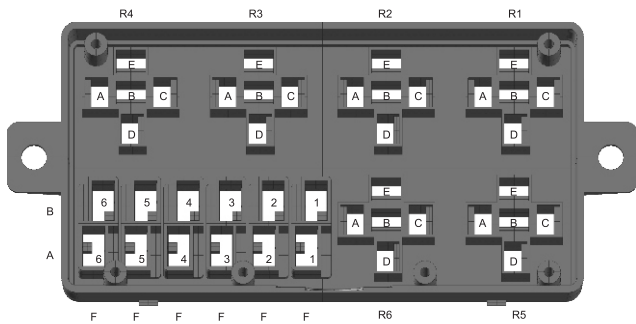 R4 R3 R2 R1
E E E E
A B C A B C A B C A B C
D D D D
E E
B 6 5 4 3 2 1
A B C A B C
A 6 5 4 3 2 1
D D
F F F F F F R6 R5